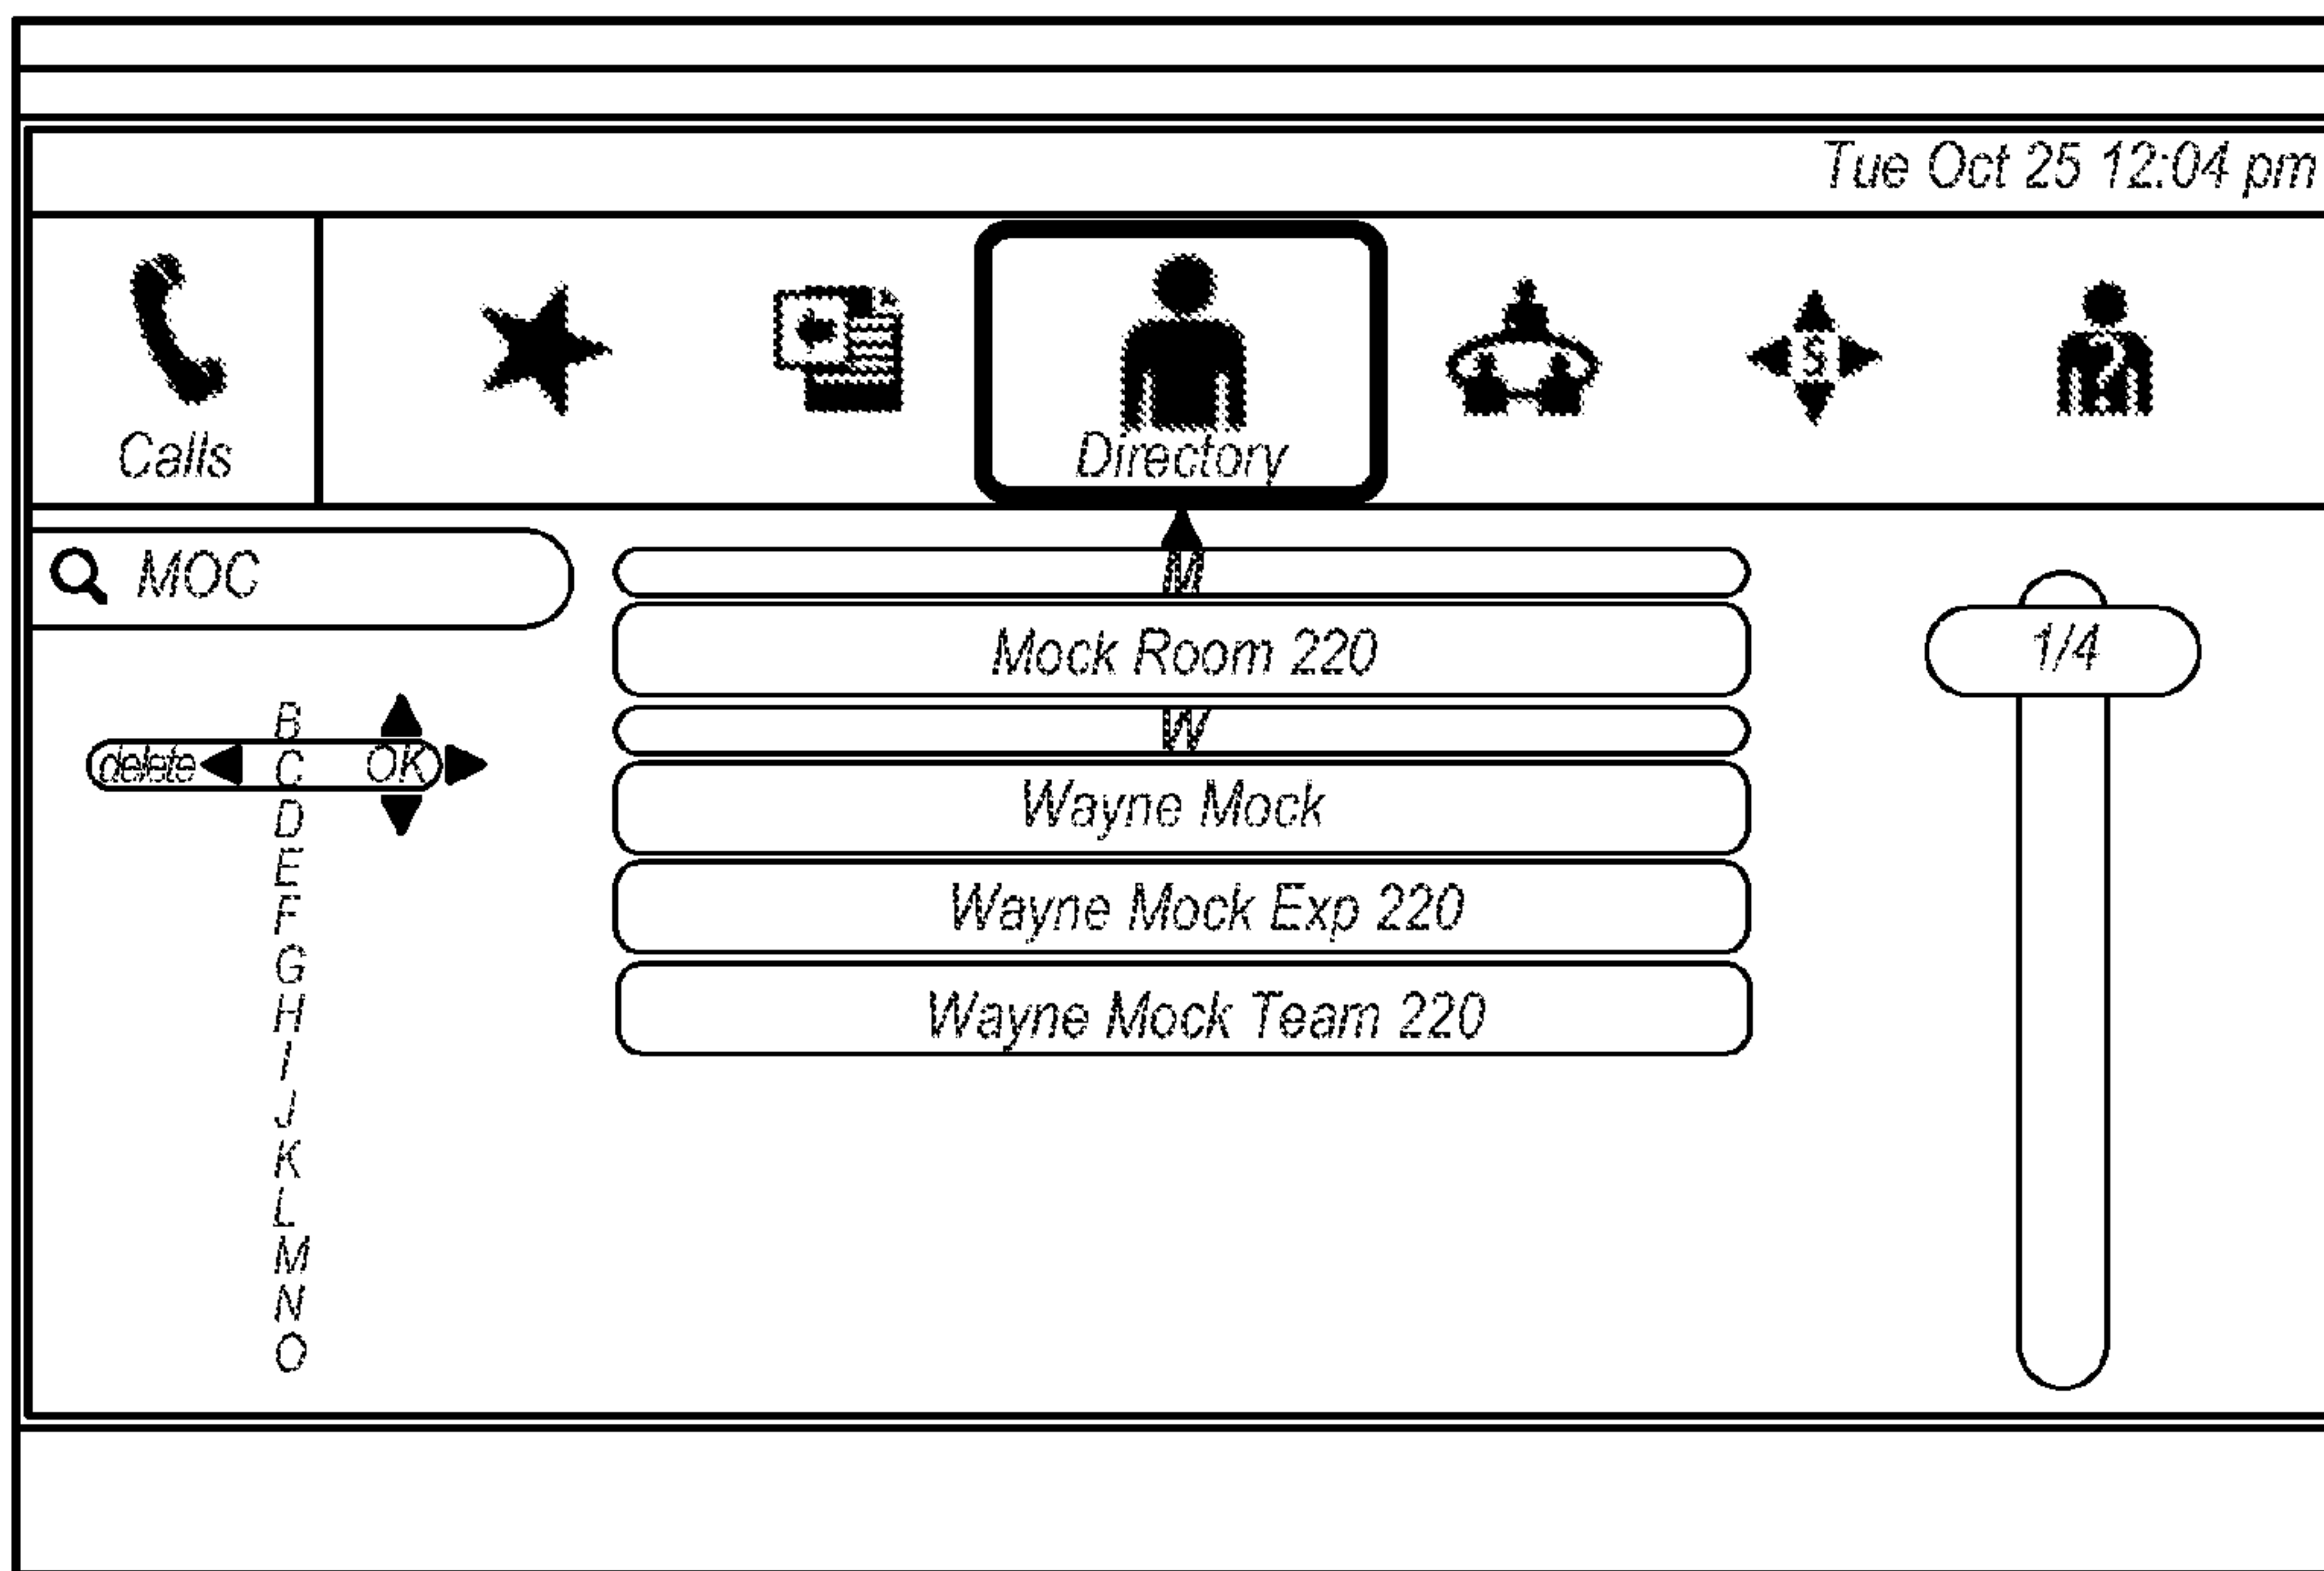 Tue Oct 25 12:04 pm
Calls
Directory
MOC
M
Mock Room 220
1/4
W
Wayne Mock
Wayne Mock Exp 220
Wayne Mock Team 220
B
delete C OK
D
E
F
G
H
I
J
K
L
M
N
O